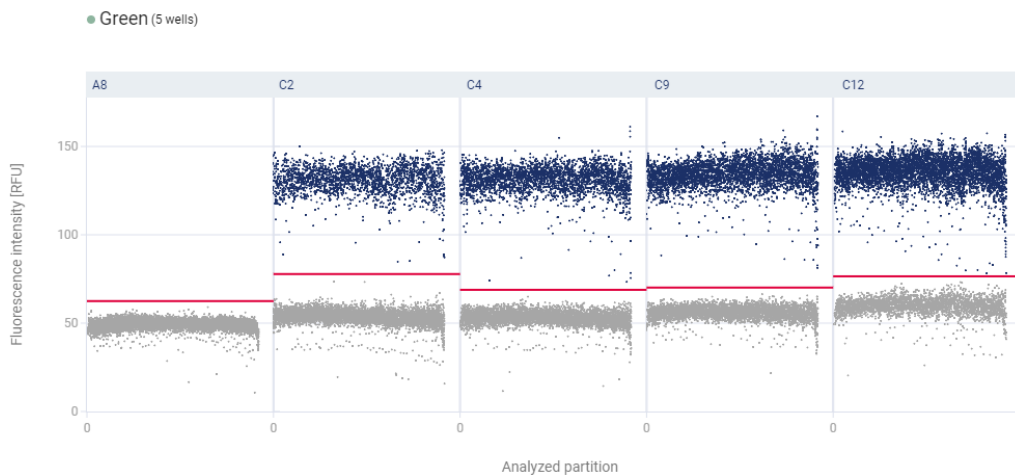 Green (5 wells)
A8 C2 C4 C9 C12
Fluorescence intensity [RFU]
150
100
50
0
0 0 0 0 0
Analyzed partition